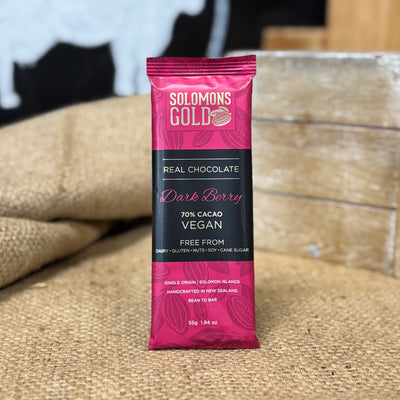 SOLOMONS
GOLD
REAL CHOCOLATE
Dark Berry
70% CACAO
VEGAN
FREE FROM
DAIRY • GLUTEN • NUTS • SOY • CANE SUGAR
SINGLE ORIGIN | SOLOMON ISLANDS
HANDCRAFTED IN NEW ZEALAND
BEAN TO BAR
55g 1.94 oz